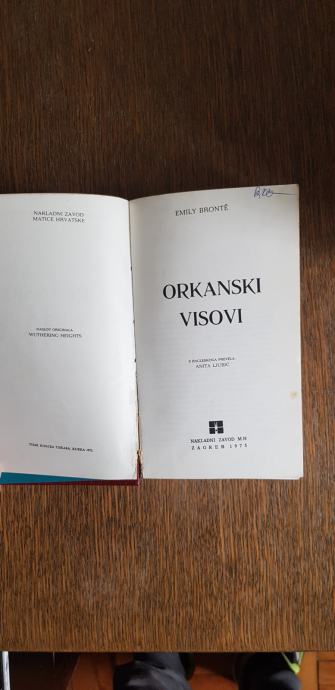 NAKLADNI ZAVOD
MATICE HRVATSKE
NASLOV ORIGINALA
WUTHERING HEIGHTS
EMILY BRONTË
ORKANSKI
VISOVI
S ENGLESKOGA PREVELA
ANITA LJUBIĆ
NAKLADNI ZAVOD M.H
ZAGREB 1975